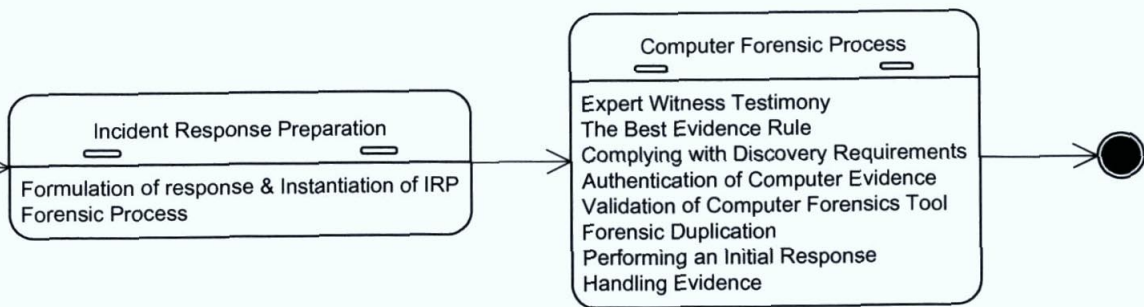 Incident Response Preparation
Formulation of response & Instantiation of IRP
Forensic Process
Computer Forensic Process
Expert Witness Testimony
The Best Evidence Rule
Complying with Discovery Requirements
Authentication of Computer Evidence
Validation of Computer Forensics Tool
Forensic Duplication
Performing an Initial Response
Handling Evidence